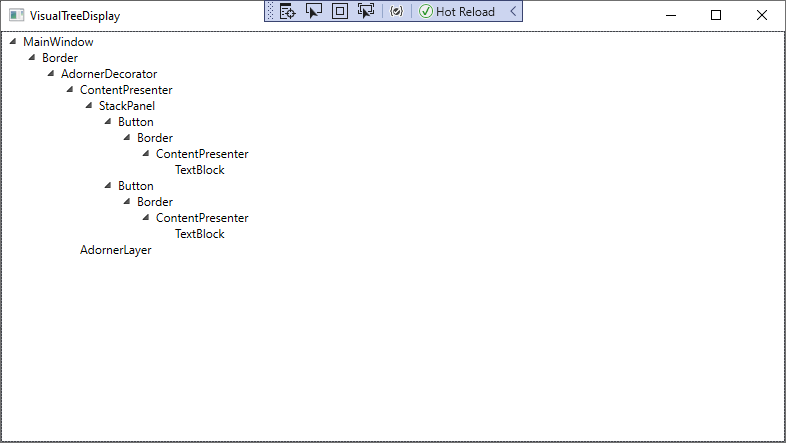 VisualTreeDisplay
Hot Reload
MainWindow
Border
AdornerDecorator
ContentPresenter
StackPanel
Button
Border
ContentPresenter
TextBlock
Button
Border
ContentPresenter
TextBlock
AdornerLayer